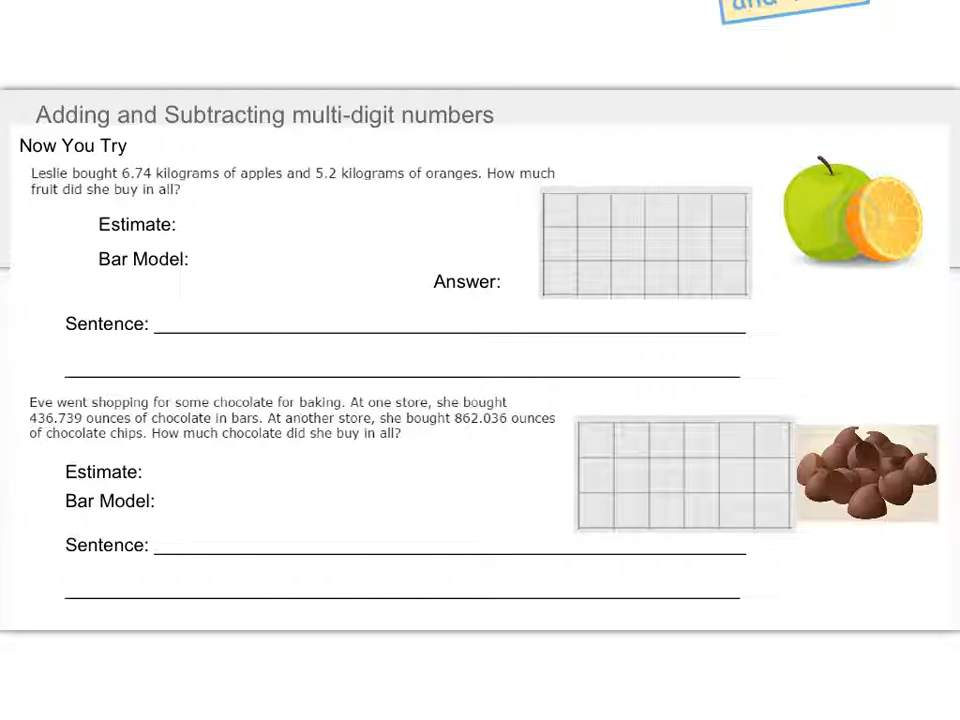 Adding and Subtracting multi-digit numbers
Now You Try
Leslie bought 6.74 kilograms of apples and 5.2 kilograms of oranges. How much
fruit did she buy in all?
Estimate:
Bar Model:
Answer:
Sentence:
Eve went shopping for some chocolate for baking. At one store, she bought
436.739 ounces of chocolate in bars. At another store, she bought 862.036 ounces
of chocolate chips. How much chocolate did she buy in all?
Estimate:
Bar Model:
Sentence: